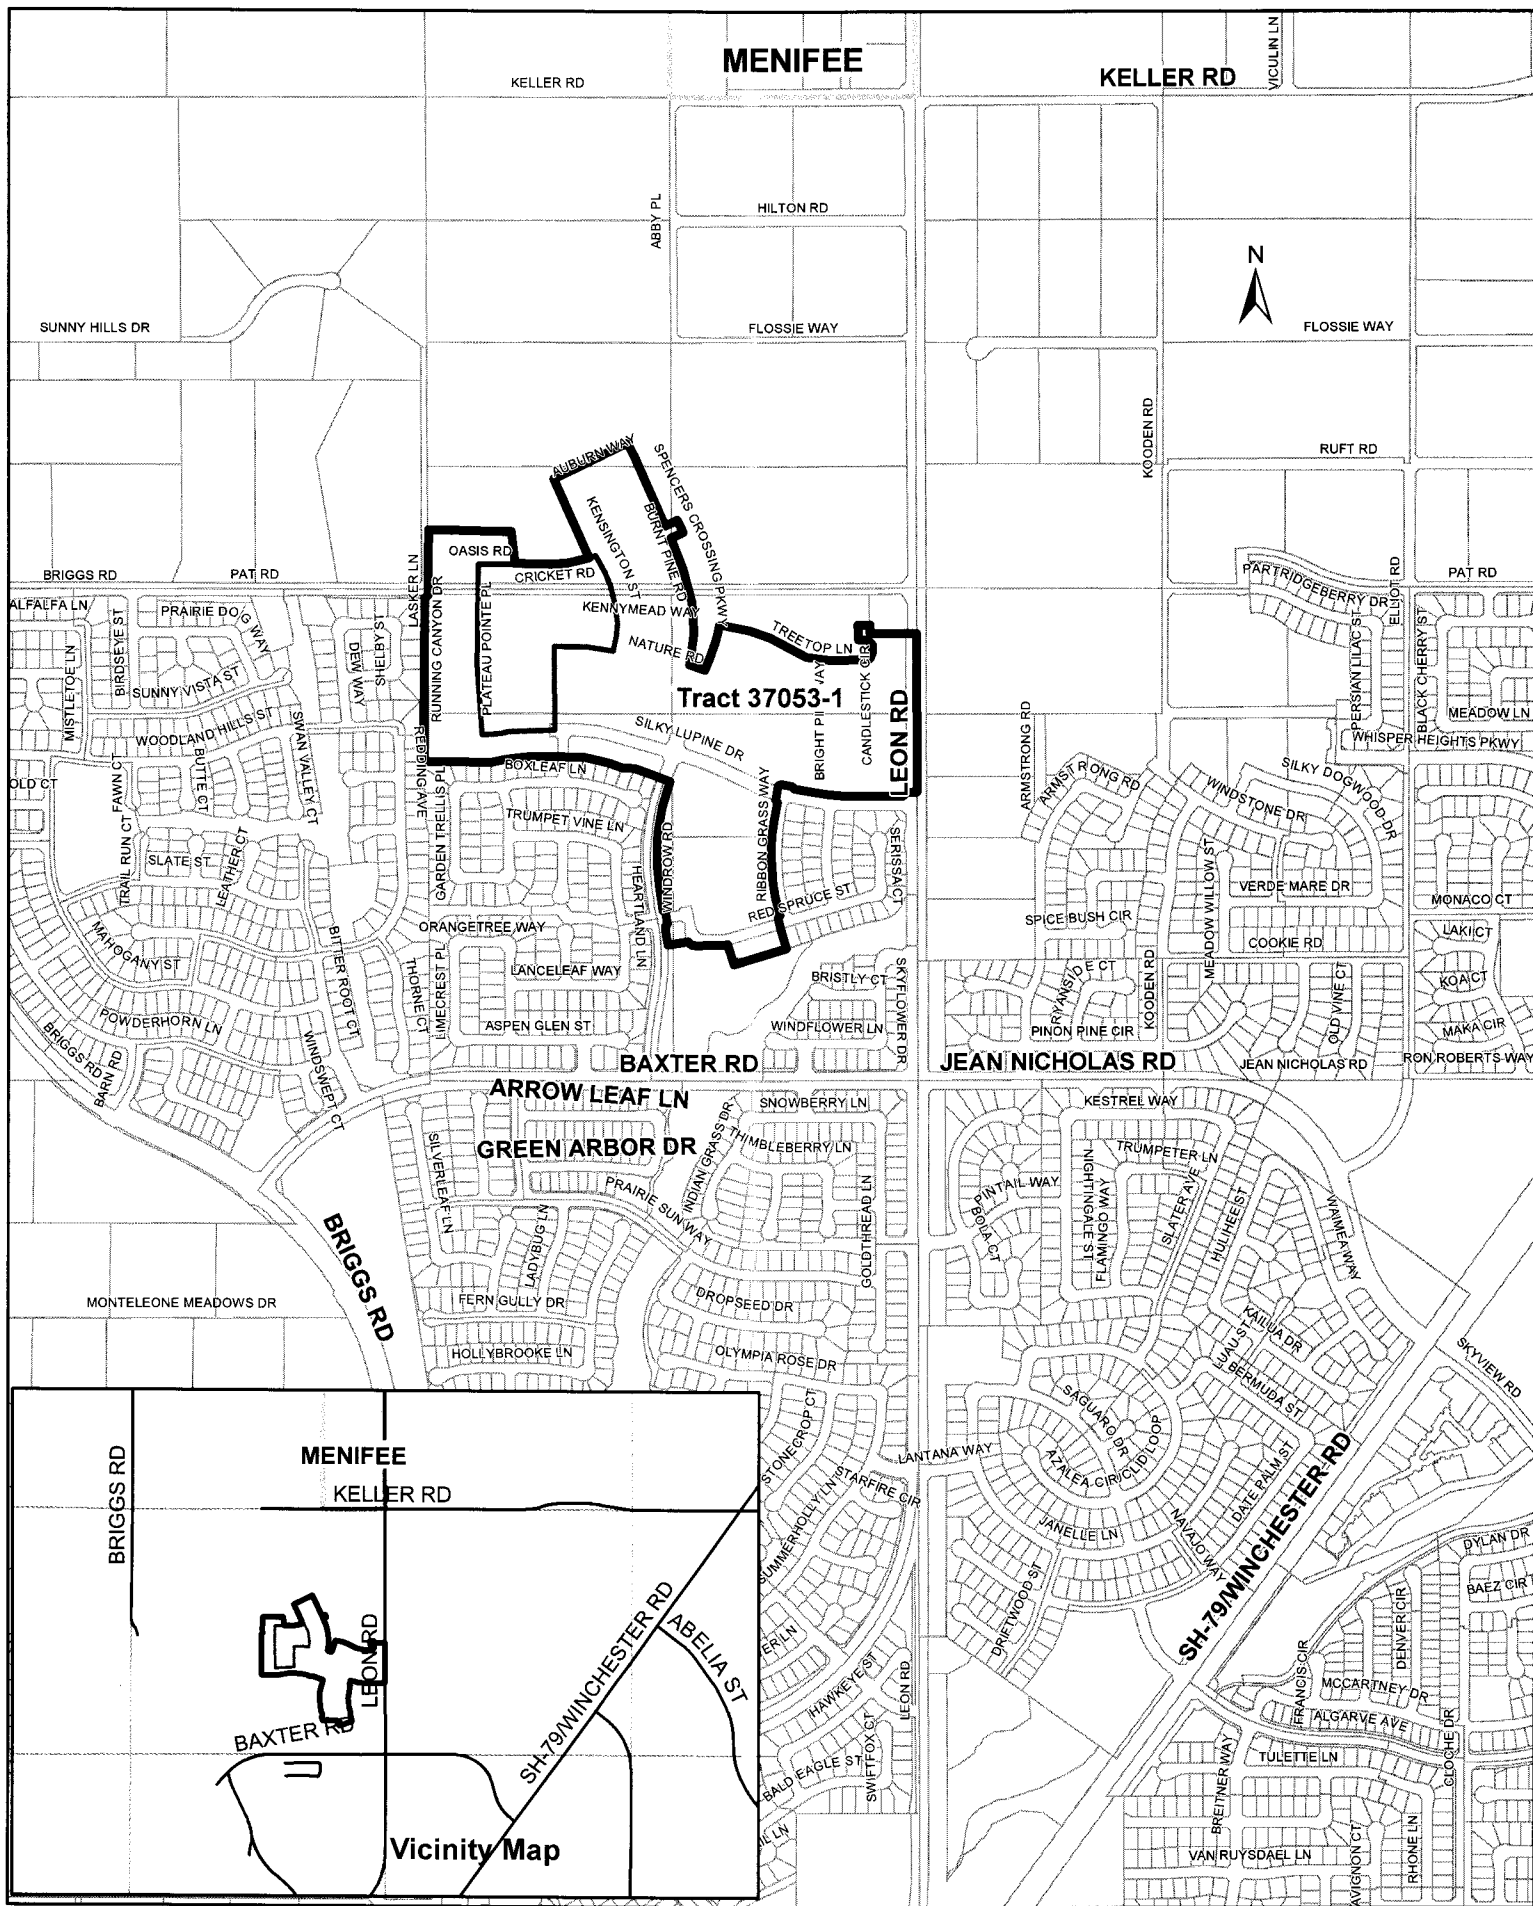 MENIFEE
KELLER RD
KELLER RD
VICULIN LN
ABBY PL
HILTON RD
N
SUNNY HILLS DR
FLOSSIE WAY
FLOSSIE WAY
KOODEN RD
RUFT RD
AUBURN WAY
SPENCERS CROSSING PKWY
KENSINGTON ST
BURNT PINE RD
OASIS RD
CRICKET RD
BRIGGS RD
PAT RD
LASKER LN
PARTRIDGEBERRY DR
ELLIOT RD
PAT RD
ALFALFA LN
BIRDSEYE ST
PRAIRIE DOG WAY
SHELBY ST
DEW WAY
RUNNING CANYON DR
PLATEAU POINTE PL
KENNYMEAD WAY
NATURE RD
TREETOP LN
CANDLESTICK CIR
PERSIAN LILAC ST
BLACK CHERRY ST
MISTLETOE LN
SUNNY VISTA ST
Tract 37053-1
LEON RD
ARMSTRONG RD
MEADOW LN
WOODLAND HILLS ST
SWAN VALLEY CT
REDDING AVE
SILKY LUPINE DR
WHISPER HEIGHTS PKWY
OLD CT
FAWN CT
BUTTE CT
BOXLEAF LN
ARMSTRONG RD
WINDSTONE DR
SILKY DOGWOOD DR
TRUMPET VINE LN
GARDEN TRELLIS PL
WINDROW RD
RIBBON GRASS WAY
SERISSA CT
TRAIL RUN CT
SLATE ST
LEATHER CT
HEARTLAND LN
RED SPRUCE ST
MEADOW WILLOW ST
VERDE MARE DR
MONACO CT
MAHOGANY ST
BITTER ROOT CT
ORANGETREE WAY
SPICE BUSH CIR
COOKIE RD
LAKI CT
THORNE CT
LIMECREST PL
LANCELEAF WAY
BRISTLY CT
SKYFLOWER DR
RYANSIDE CT
KOODEN RD
OLD VINE CT
KOA CT
POWDERHORN LN
ASPEN GLEN ST
WINDFLOWER LN
PINON PINE CIR
MAKA CIR
BRIGGS RD
BARN RD
WINDSWEPT CT
BAXTER RD
JEAN NICHOLAS RD
JEAN NICHOLAS RD
RON ROBERTS WAY
ARROW LEAF LN
SNOWBERRY LN
KESTREL WAY
SILVERLEAF LN
GREEN ARBOR DR
INDIAN GRASS DR
THIMBLEBERRY LN
TRUMPETER LN
PRAIRIE SUN WAY
GOLDTHREAD LN
PINTAIL WAY
BOLA CT
NIGHTINGALE ST
FLAMINGO WAY
SLATER AVE
HULIHEE ST
WAIMEA WAY
BRIGGS RD
LADYBUG LN
MONTELEONE MEADOWS DR
FERN GULLY DR
DROPSEED DR
KAILUA DR
LUAU ST
HOLLYBROOKE LN
OLYMPIA ROSE DR
BERMUDA ST
SKYVIEW RD
STONECROP CT
SAGUARO DR
AZALEA CIR
LANTANA WAY
STARFIRE CIR
SUMMERHOLLY LN
JANELLE LN
NAVAJO WAY
DATE PALM ST
SH-79/WINCHESTER RD
DYLAN DR
BAEZ CIR
DRIFTWOOD ST
DENVER CIR
FRANCIS CIR
MCCARTNEY DR
HAWKEYE ST
LEON RD
ALGARVE AVE
TULETTE LN
CLOCHE DR
BALD EAGLE ST
SWIFTFOX CT
BREITNER WAY
VAN RUYSDAEL LN
AVIGNON CT
RHONE LN
BRIGGS RD
MENIFEE
KELLER RD
LEON RD
BAXTER RD
SH-79/WINCHESTER RD
ABELIA ST
Vicinity Map